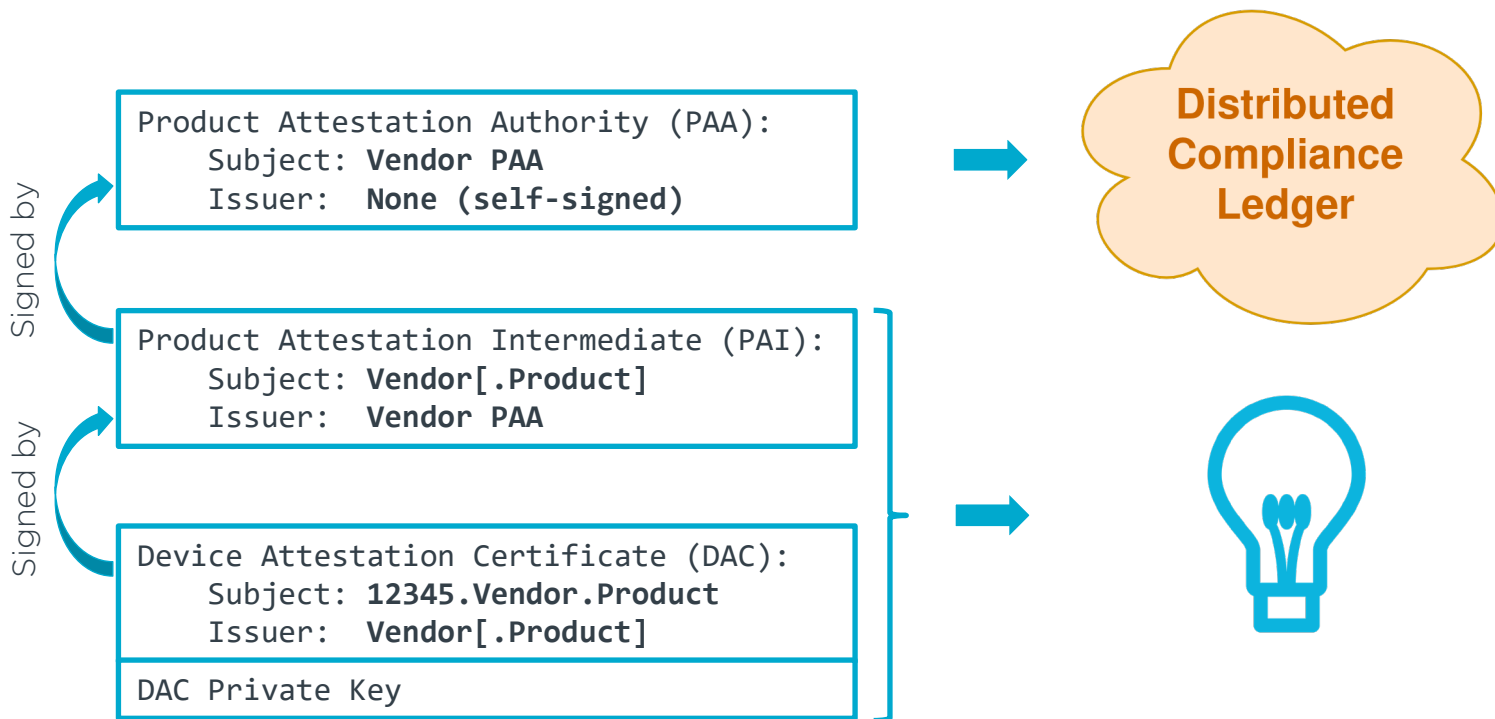 Product Attestation Authority (PAA):
Subject: Vendor PAA
Issuer: None (self-signed)
Distributed
Compliance
Ledger
Signed by
Product Attestation Intermediate (PAI):
Subject: Vendor[.Product]
Issuer: Vendor PAA
Signed by
Device Attestation Certificate (DAC):
Subject: 12345.Vendor.Product
Issuer: Vendor[.Product]
DAC Private Key